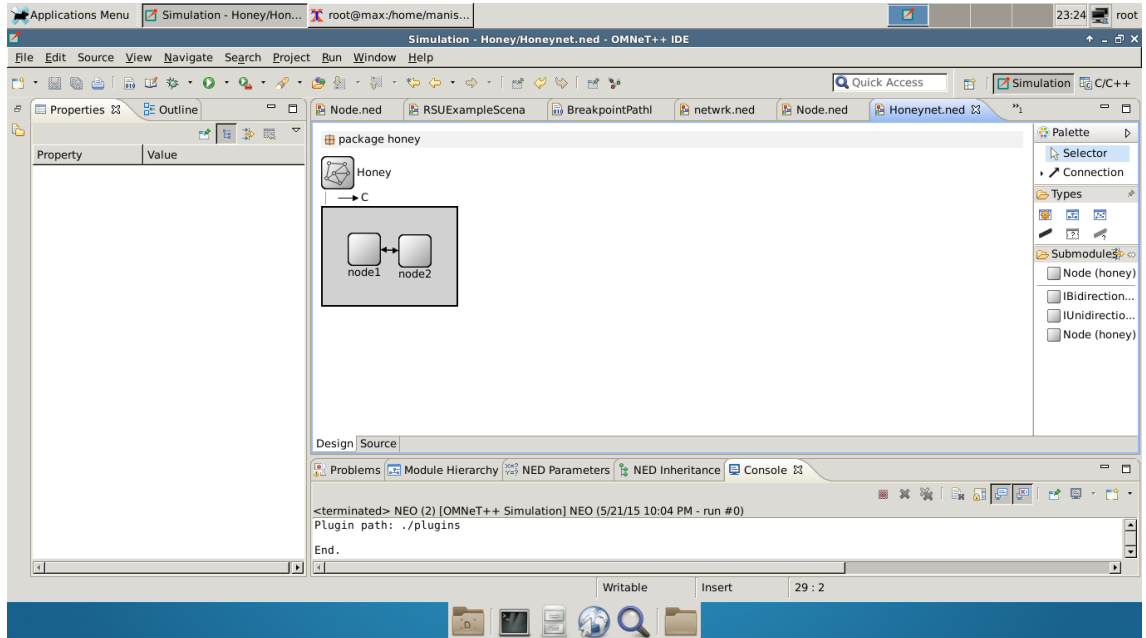 Applications Menu Simulation - Honey/Hon... root@max:/home/manis... 23:24 root
Simulation - Honey/Honeynet.ned - OMNeT++ IDE
File Edit Source View Navigate Search Project Run Window Help
Quick Access Simulation C/C++
Properties Outline Node.ned RSUExampleScena BreakpointPathI netwrk.ned Node.ned Honeynet.ned »1
package honey Palette
Property Value Selector
Honey Connection
C Types
node1 node2
Submodules
Node (honey)
IBidirection...
IUnidirectio...
Node (honey)
Design Source
Problems Module Hierarchy NED Parameters NED Inheritance Console
<terminated> NEO (2) [OMNeT++ Simulation] NEO (5/21/15 10:04 PM - run #0)
Plugin path: ./plugins
End.
Writable Insert 29 : 2